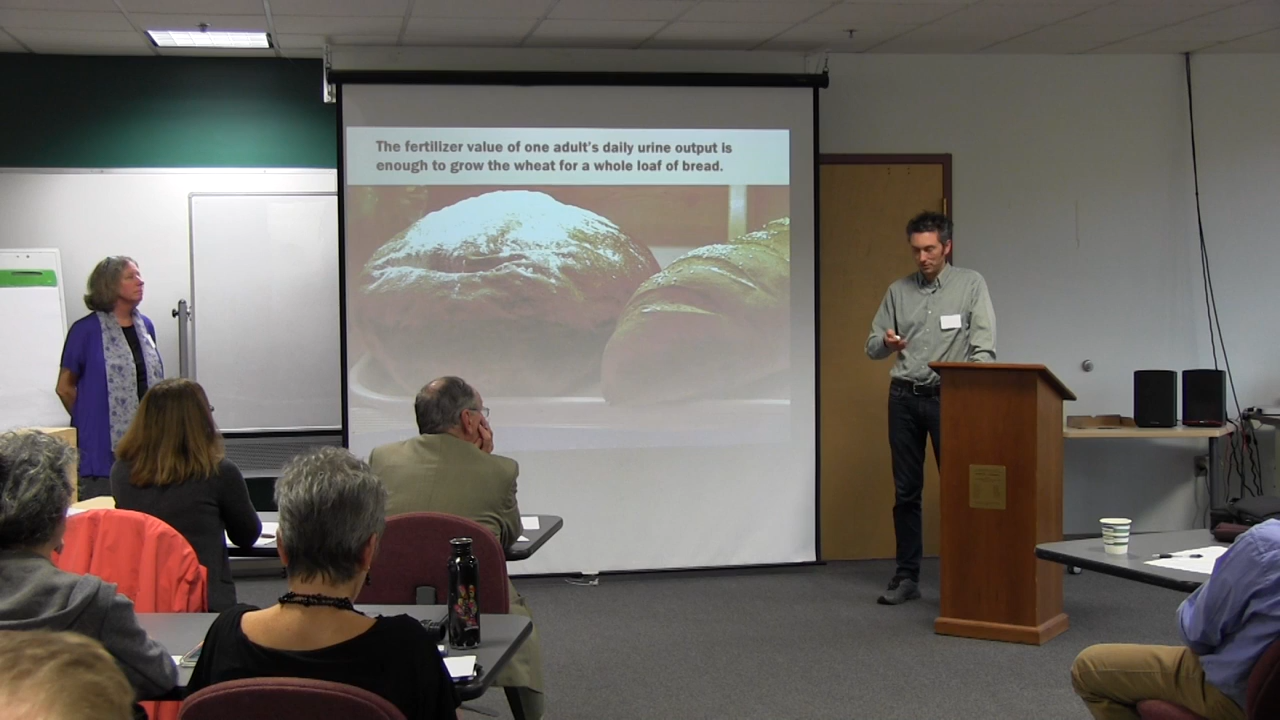 The fertilizer value of one adult's daily urine output is
enough to grow the wheat for a whole loaf of bread.